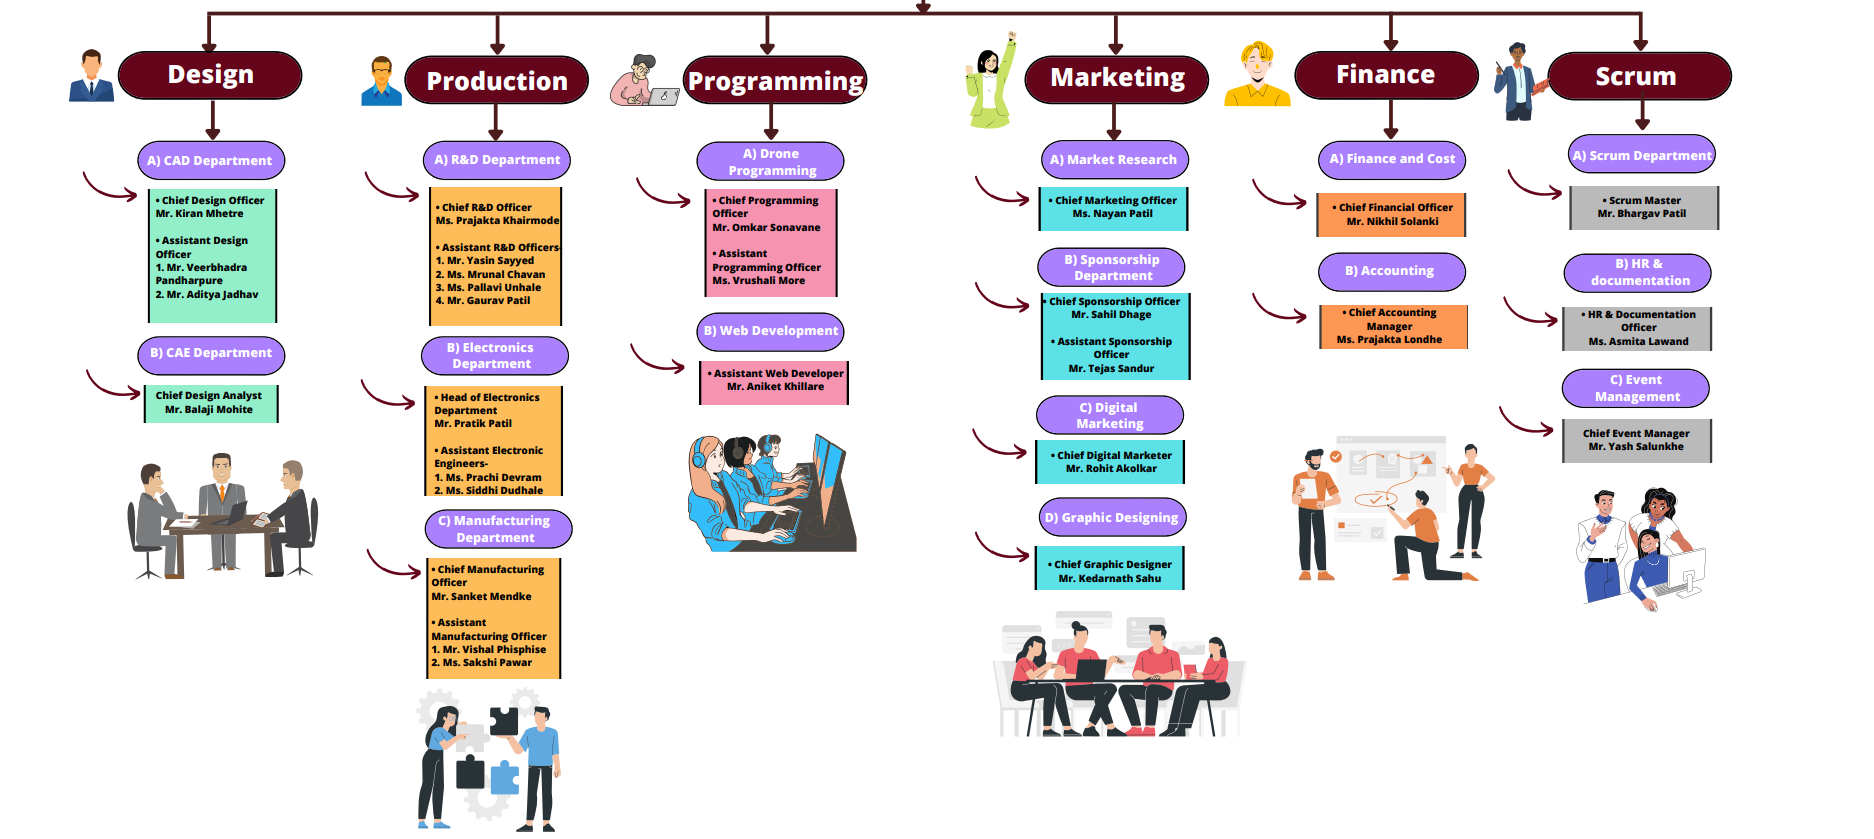 Design
A) CAD Department
• Chief Design Officer
Mr. Kiran Mhetre
• Assistant Design
Officer
1. Mr. Veerbhadra
Pandharpure
2. Mr. Aditya Jadhav
B) CAE Department
Chief Design Analyst
Mr. Balaji Mohite
Production
A) R&D Department
• Chief R&D Officer
Ms. Prajakta Khairmode
• Assistant R&D Officers-
1. Mr. Yasin Sayyed
2. Ms. Mrunal Chavan
3. Ms. Pallavi Unhale
4. Mr. Gaurav Patil
B) Electronics
Department
• Head of Electronics
Department
Mr. Pratik Patil
• Assistant Electronic
Engineers-
1. Ms. Prachi Devram
2. Ms. Siddhi Dudhale
C) Manufacturing
Department
• Chief Manufacturing
Officer
Mr. Sanket Mendke
• Assistant
Manufacturing Officer
1. Mr. Vishal Phisphise
2. Ms. Sakshi Pawar
Programming
A) Drone
Programming
• Chief Programming
Officer
Mr. Omkar Sonavane
• Assistant
Programming Officer
Ms. Vrushali More
B) Web Development
• Assistant Web Developer
Mr. Aniket Khillare
Marketing
A) Market Research
• Chief Marketing Officer
Ms. Nayan Patil
B) Sponsorship
Department
• Chief Sponsorship Officer
Mr. Sahil Dhage
• Assistant Sponsorship
Officer
Mr. Tejas Sandur
C) Digital
Marketing
• Chief Digital Marketer
Mr. Rohit Akolkar
D) Graphic Designing
• Chief Graphic Designer
Mr. Kedarnath Sahu
Finance
A) Finance and Cost
• Chief Financial Officer
Mr. Nikhil Solanki
B) Accounting
• Chief Accounting
Manager
Ms. Prajakta Londhe
Scrum
A) Scrum Department
• Scrum Master
Mr. Bhargav Patil
B) HR &
documentation
• HR & Documentation
Officer
Ms. Asmita Lawand
C) Event
Management
Chief Event Manager
Mr. Yash Salunkhe